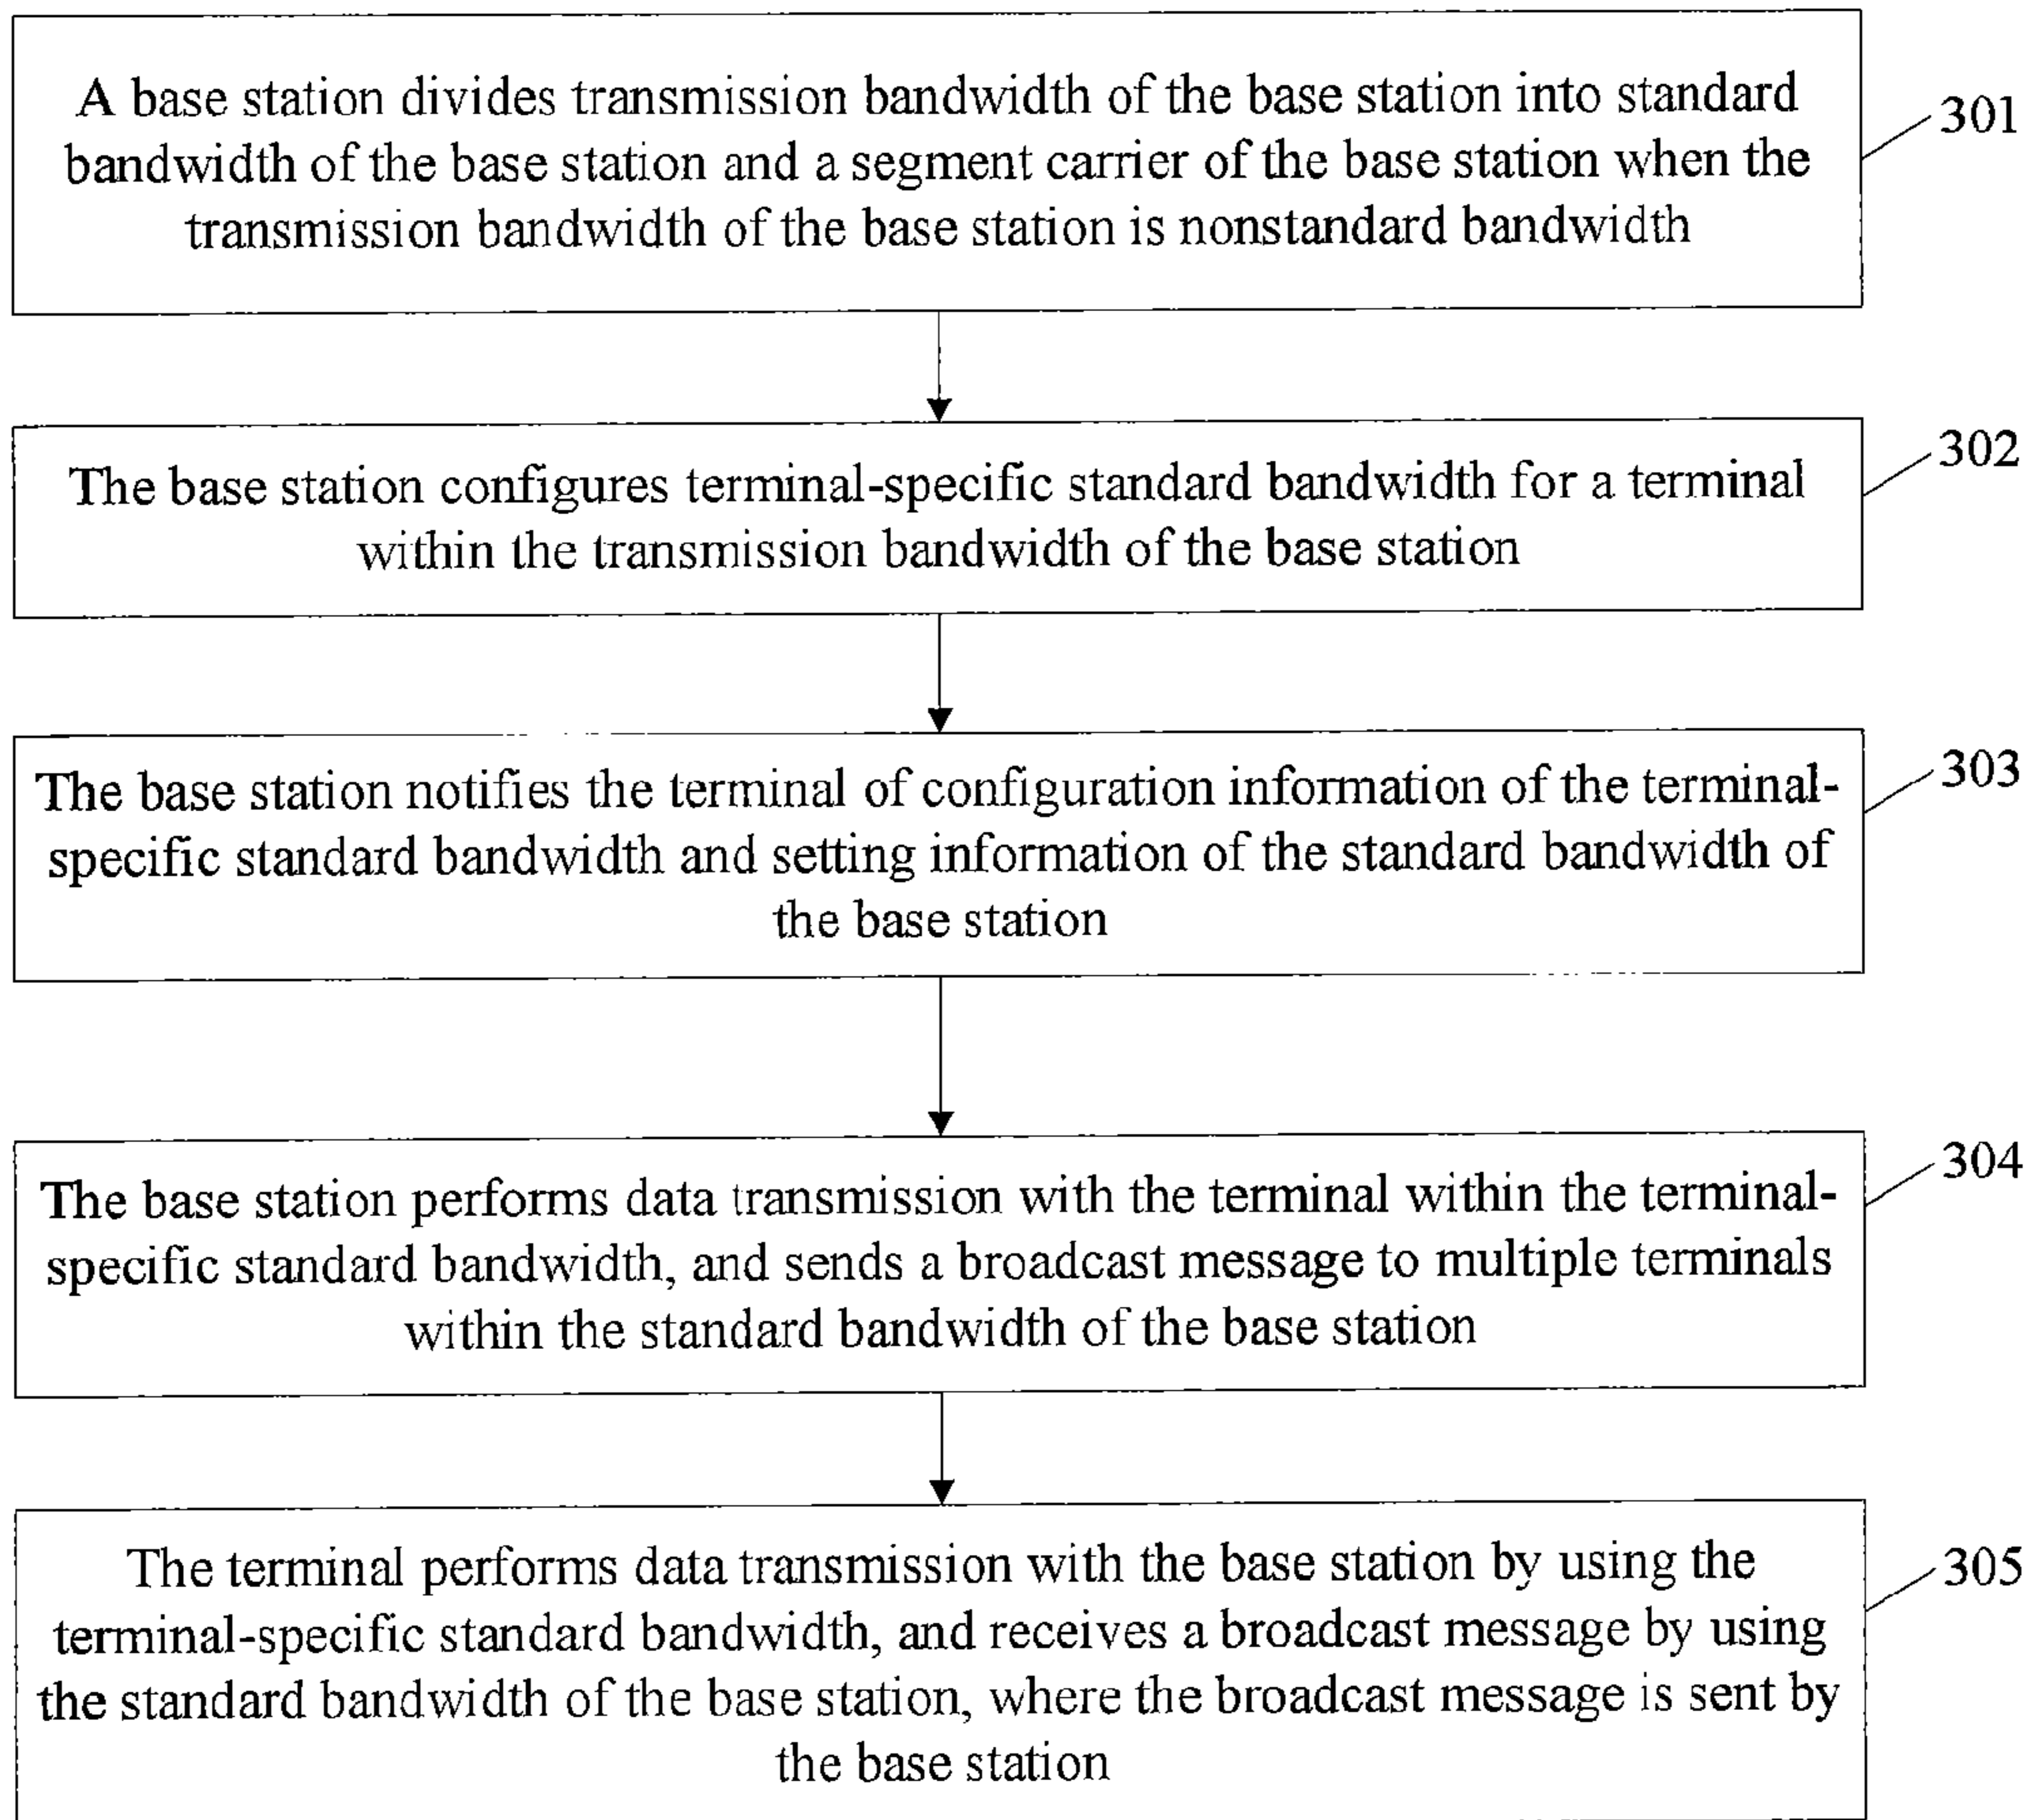 A base station divides transmission bandwidth of the base station into standard
bandwidth of the base station and a segment carrier of the base station when the
transmission bandwidth of the base station is nonstandard bandwidth
301
The base station configures terminal-specific standard bandwidth for a terminal
within the transmission bandwidth of the base station
302
The base station notifies the terminal of configuration information of the terminal-
specific standard bandwidth and setting information of the standard bandwidth of
the base station
303
The base station performs data transmission with the terminal within the terminal-
specific standard bandwidth, and sends a broadcast message to multiple terminals
within the standard bandwidth of the base station
304
The terminal performs data transmission with the base station by using the
terminal-specific standard bandwidth, and receives a broadcast message by using
the standard bandwidth of the base station, where the broadcast message is sent by
the base station
305